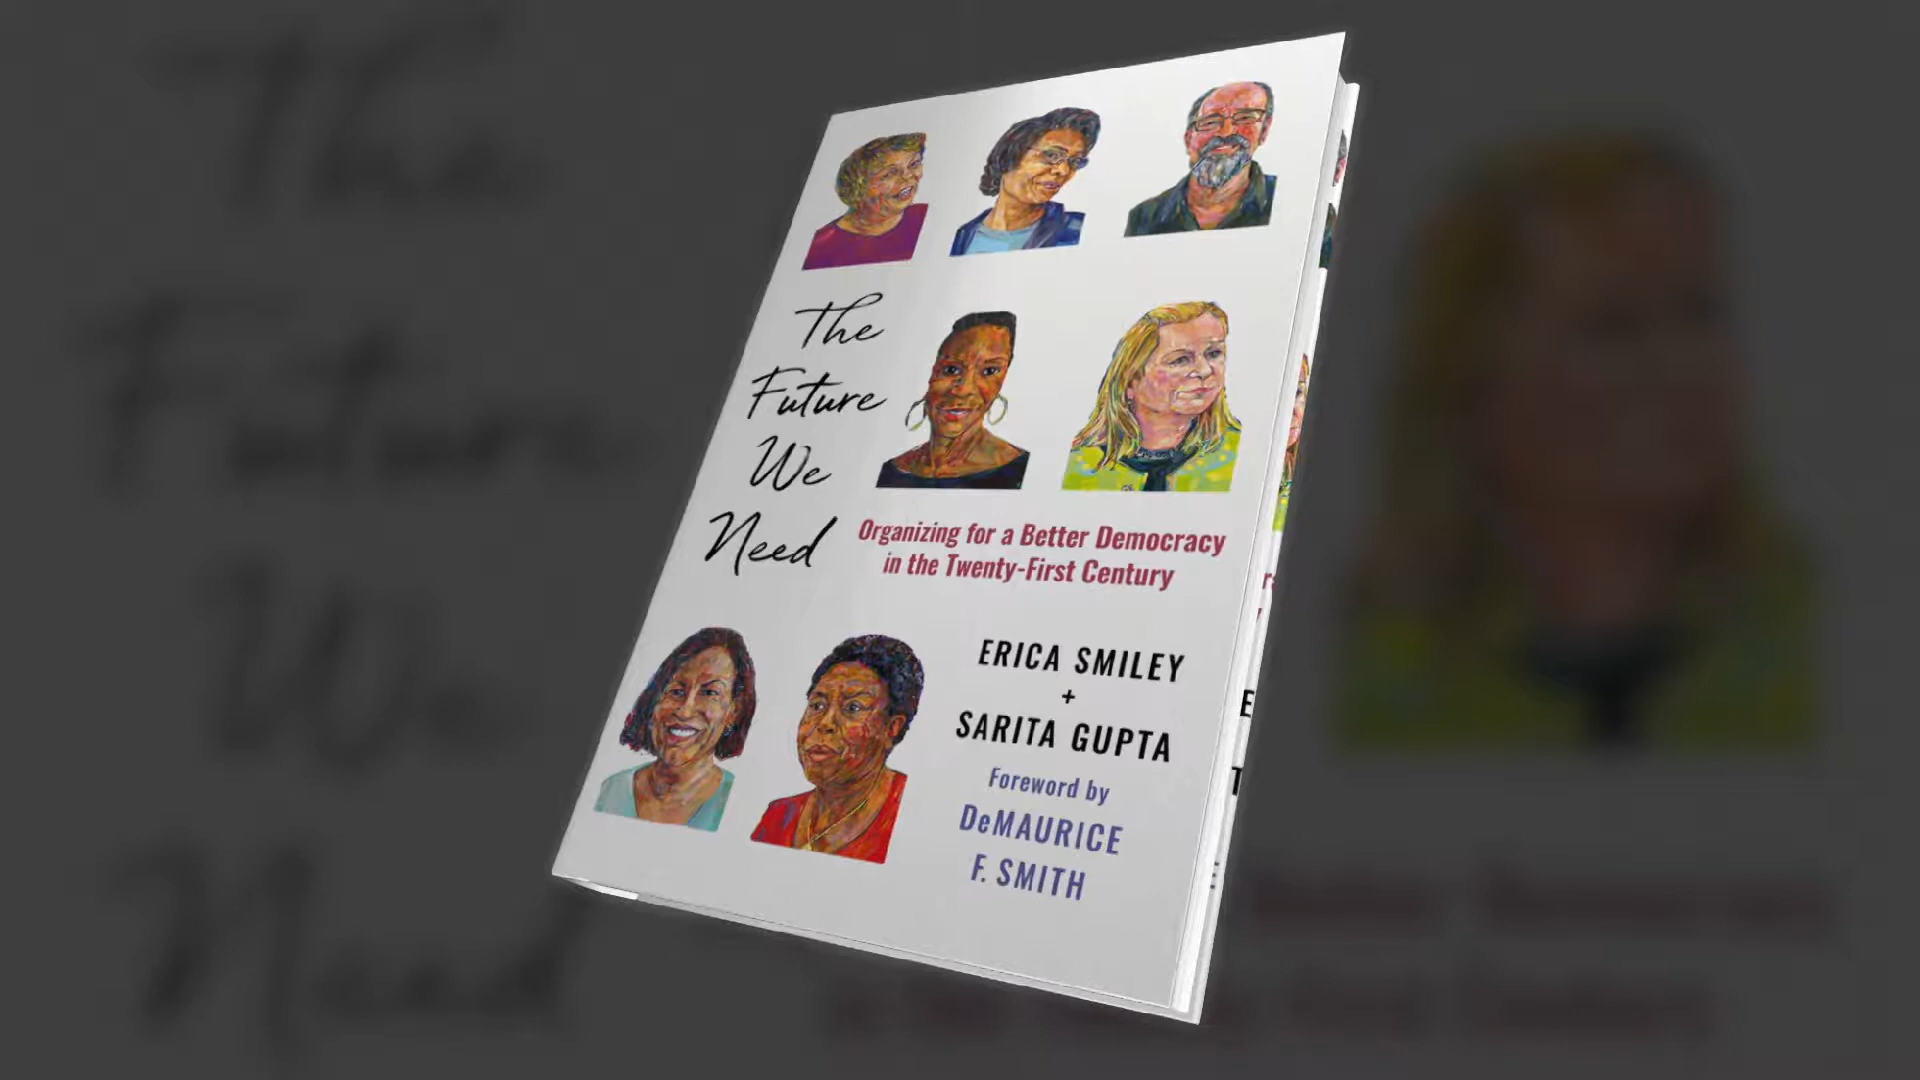 The
Future
We
Need
Organizing for a Better Democracy
in the Twenty-First Century
ERICA SMILEY
+
SARITA GUPTA
Foreword by
DeMAURICE
F. SMITH